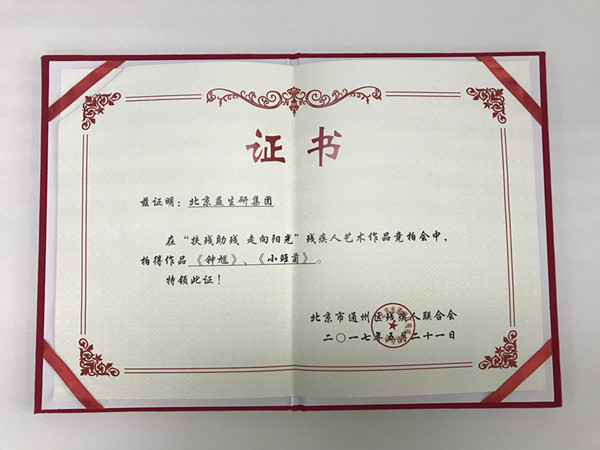 证书
兹证明：北京益生研集团
在“扶残助残 走向阳光”残疾人艺术作品竞拍会中，
拍得作品《钟馗》、《小雏菊》。
特颁此证！
北京市通州区残疾人联合会
二〇一七年五月二十一日